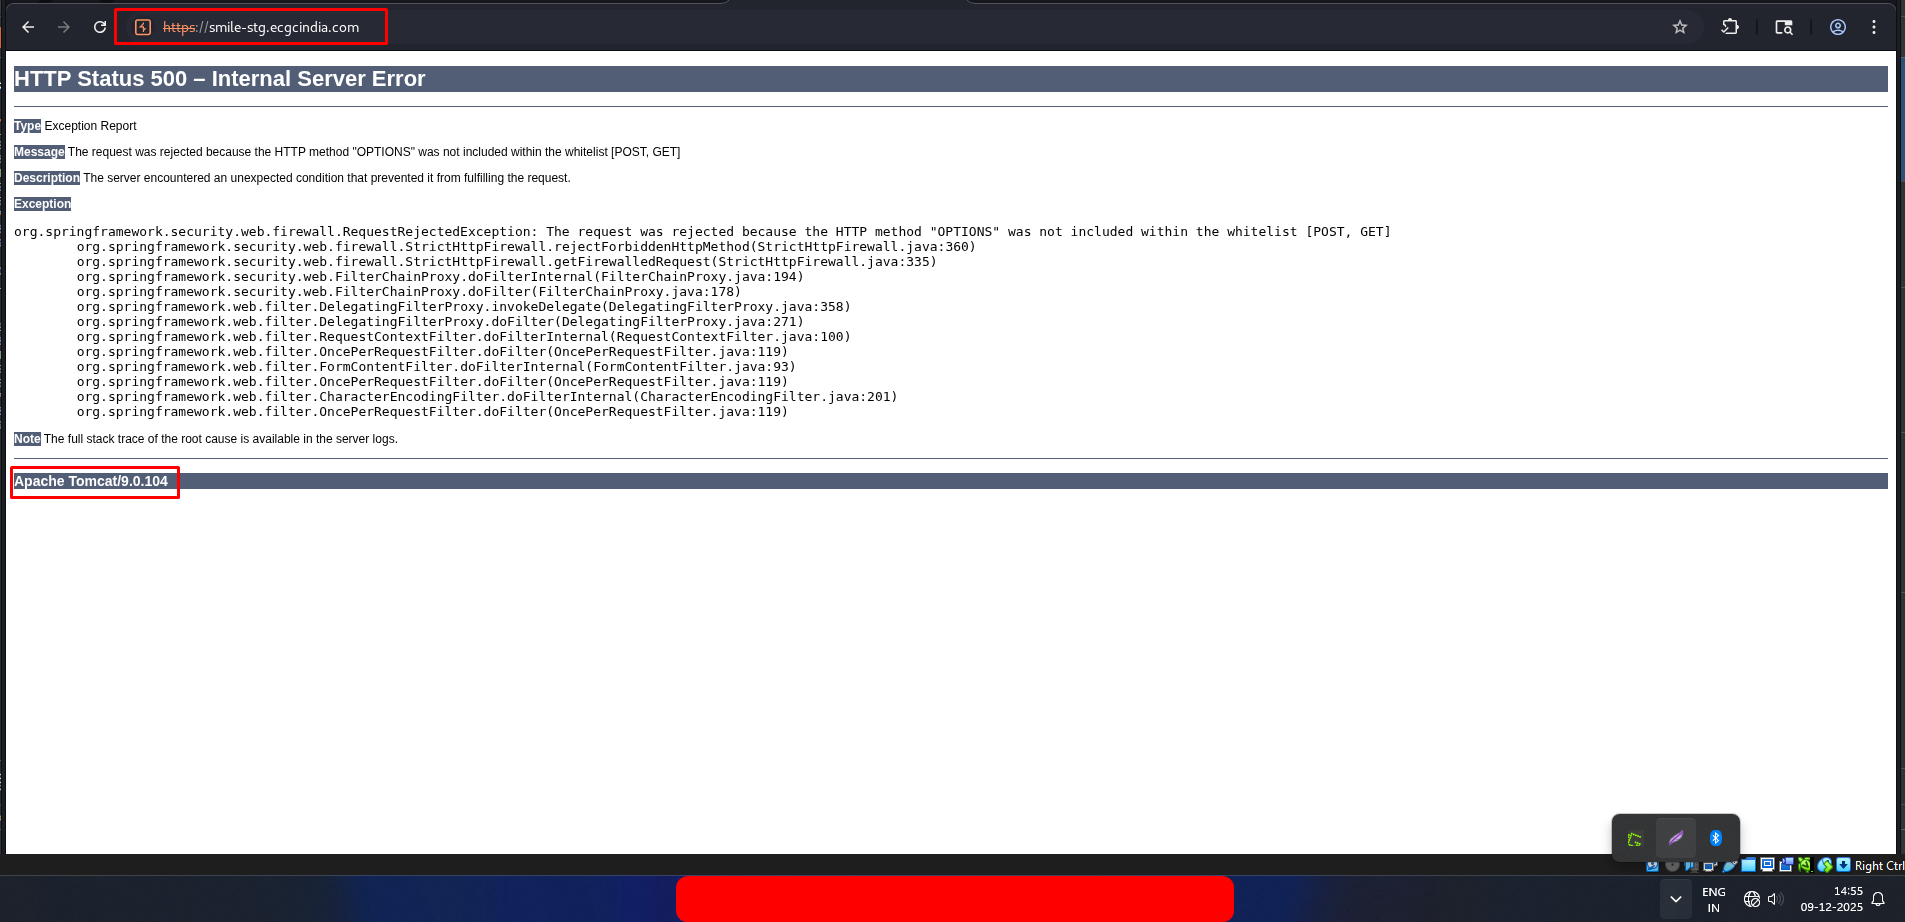 https://smile-stg.ecgcindia.com
HTTP Status 500 – Internal Server Error
Type Exception Report
Message The request was rejected because the HTTP method "OPTIONS" was not included within the whitelist [POST, GET]
Description The server encountered an unexpected condition that prevented it from fulfilling the request.
Exception
org.springframework.security.web.firewall.RequestRejectedException: The request was rejected because the HTTP method "OPTIONS" was not included within the whitelist [POST, GET]
org.springframework.security.web.firewall.StrictHttpFirewall.rejectForbiddenHttpMethod(StrictHttpFirewall.java:360)
org.springframework.security.web.firewall.StrictHttpFirewall.getFirewalledRequest(StrictHttpFirewall.java:335)
org.springframework.security.web.FilterChainProxy.doFilterInternal(FilterChainProxy.java:194)
org.springframework.security.web.FilterChainProxy.doFilter(FilterChainProxy.java:178)
org.springframework.web.filter.DelegatingFilterProxy.invokeDelegate(DelegatingFilterProxy.java:358)
org.springframework.web.filter.DelegatingFilterProxy.doFilter(DelegatingFilterProxy.java:271)
org.springframework.web.filter.RequestContextFilter.doFilterInternal(RequestContextFilter.java:100)
org.springframework.web.filter.OncePerRequestFilter.doFilter(OncePerRequestFilter.java:119)
org.springframework.web.filter.FormContentFilter.doFilterInternal(FormContentFilter.java:93)
org.springframework.web.filter.OncePerRequestFilter.doFilter(OncePerRequestFilter.java:119)
org.springframework.web.filter.CharacterEncodingFilter.doFilterInternal(CharacterEncodingFilter.java:201)
org.springframework.web.filter.OncePerRequestFilter.doFilter(OncePerRequestFilter.java:119)
Note The full stack trace of the root cause is available in the server logs.
Apache Tomcat/9.0.104
Right Ctrl
ENG
IN
14:55
09-12-2025